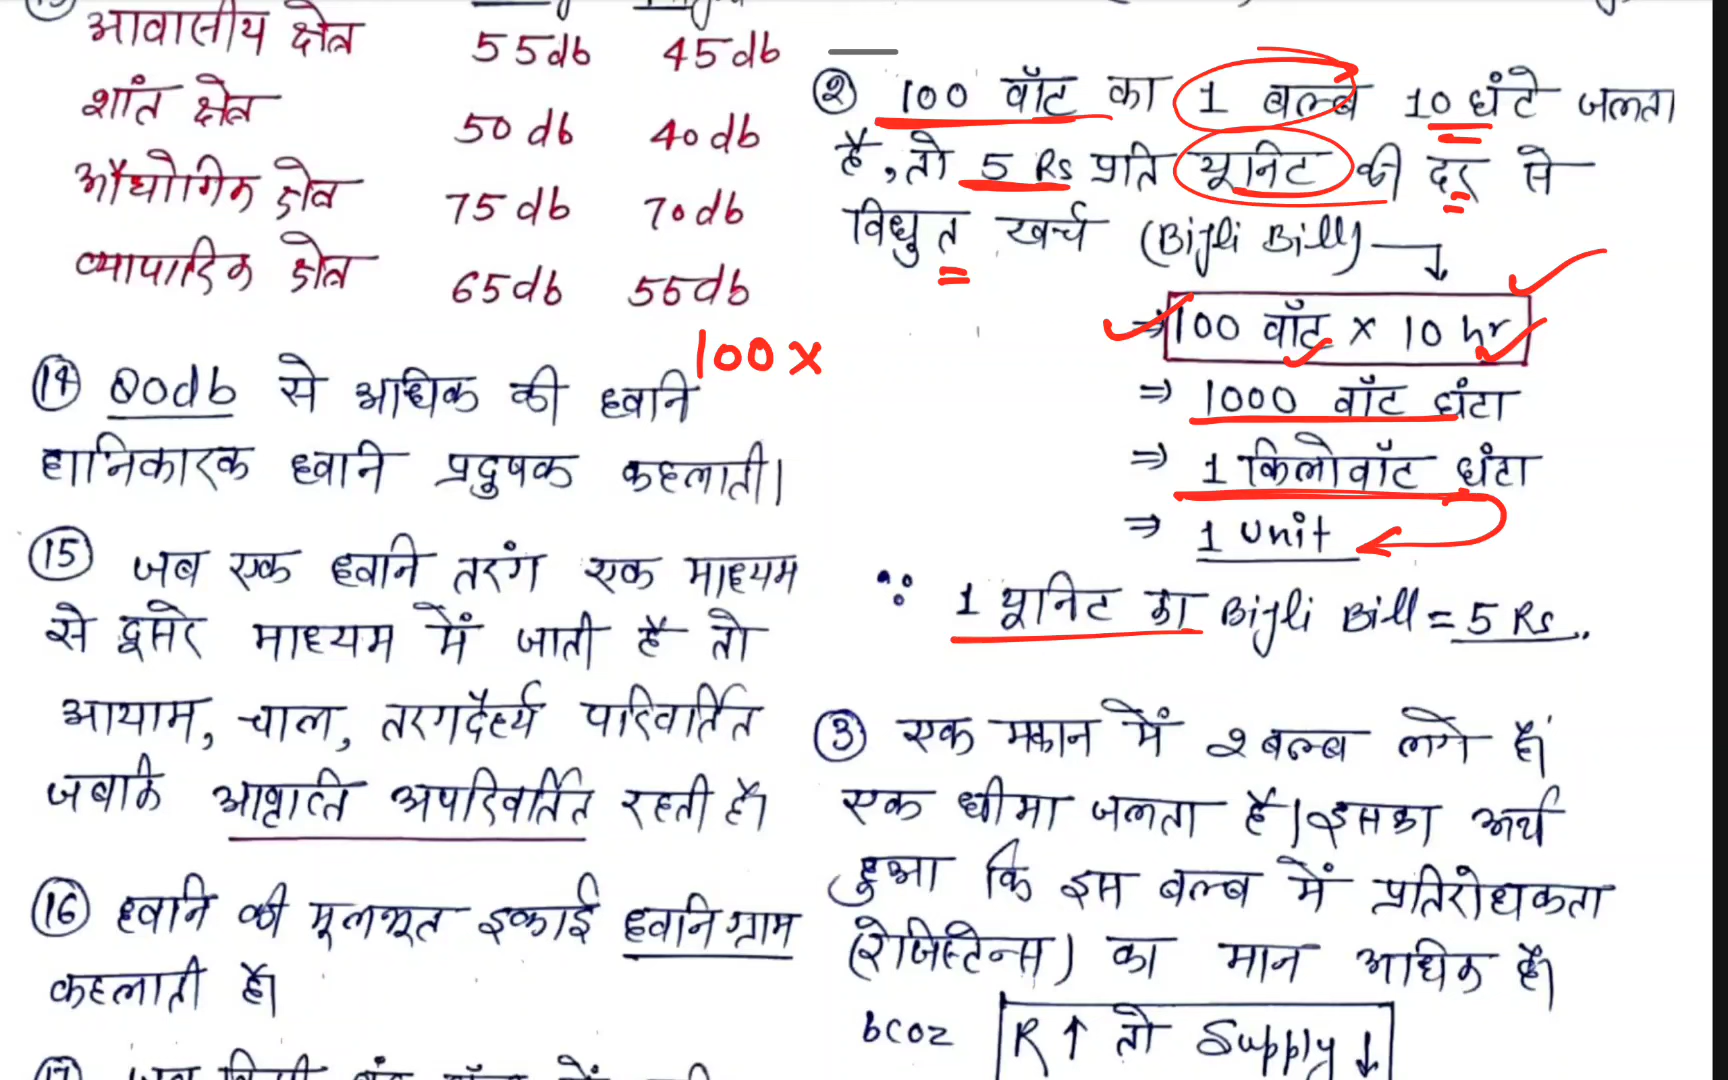 आवासीय क्षेत्र 55db 45db
शांत क्षेत्र 50 db 40 db
औद्योगिक क्षेत्र 75 db 70 db
व्यापारिक क्षेत्र 65db 55db
100 x
(14) 80db से अधिक की ध्वनि
हानिकारक ध्वनि प्रदुषक कहलाती।
(15) जब एक ध्वनि तरंग एक माध्यम
से दूसरे माध्यम में जाती है तो
आयाम, चाल, तरगदैर्ध्य परिवर्तित
जबकि आवृत्ति अपरिवर्तित रहती है।
(16) ध्वनि की मूलभूत इकाई ध्वनि ग्राम
कहलाती है।
(2) 100 वॉट का 1 बल्ब 10 घंटे जलता
है, तो 5 Rs प्रति यूनिट की दर से
विधुत खर्च (Bijli Bill)
⇒ 100 वॉट x 10 hr
⇒ 1000 वॉट घंटा
⇒ 1 किलोवॉट घंटा
⇒ 1 Unit
∵ 1 यूनिट का Bijli Bill = 5 Rs.
(3) एक मकान में 2 बल्ब लगे हैं।
एक धीमा जलता है। इसका अर्थ
हुआ कि इस बल्ब में प्रतिरोधकता
(रेजिस्टेन्स) का मान अधिक है।
bcoz R ↑ तो Supply ↓